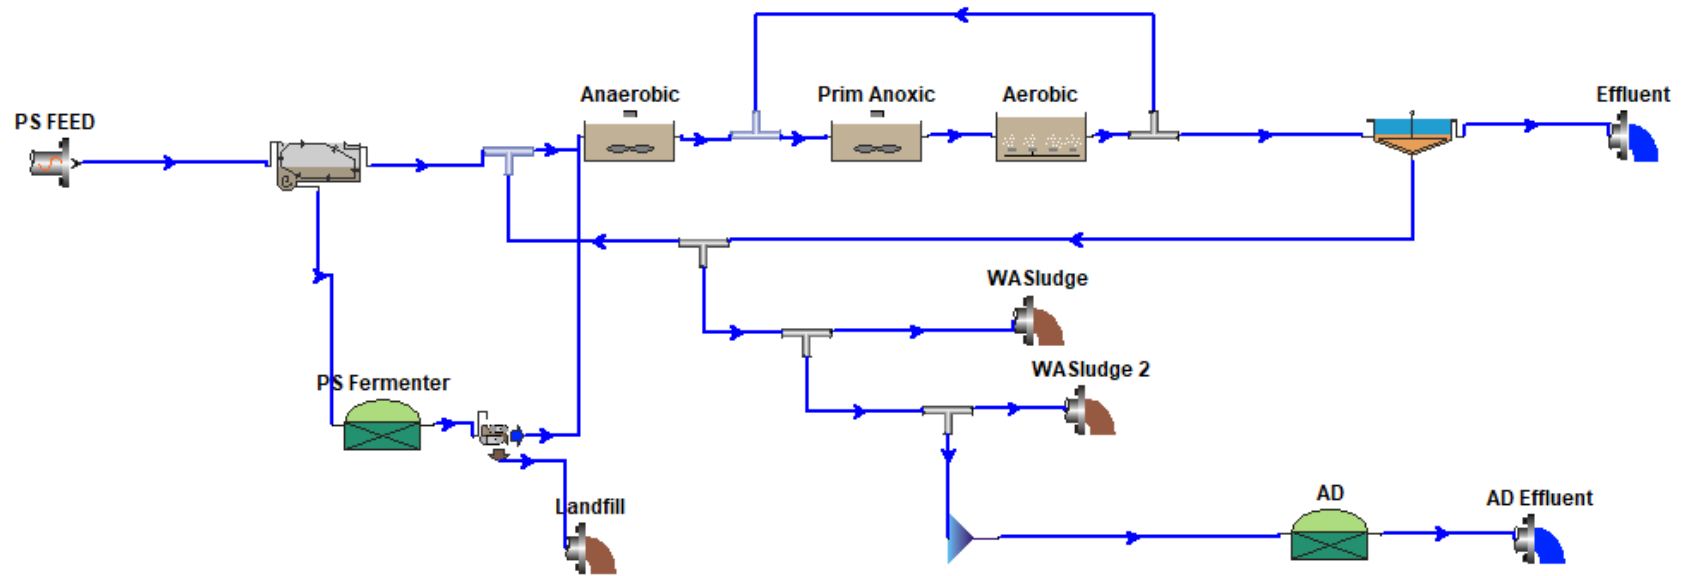 PS FEED
Anaerobic
Prim Anoxic
Aerobic
Effluent
WASludge
WASludge 2
PS Fermenter
Landfill
AD
AD Effluent